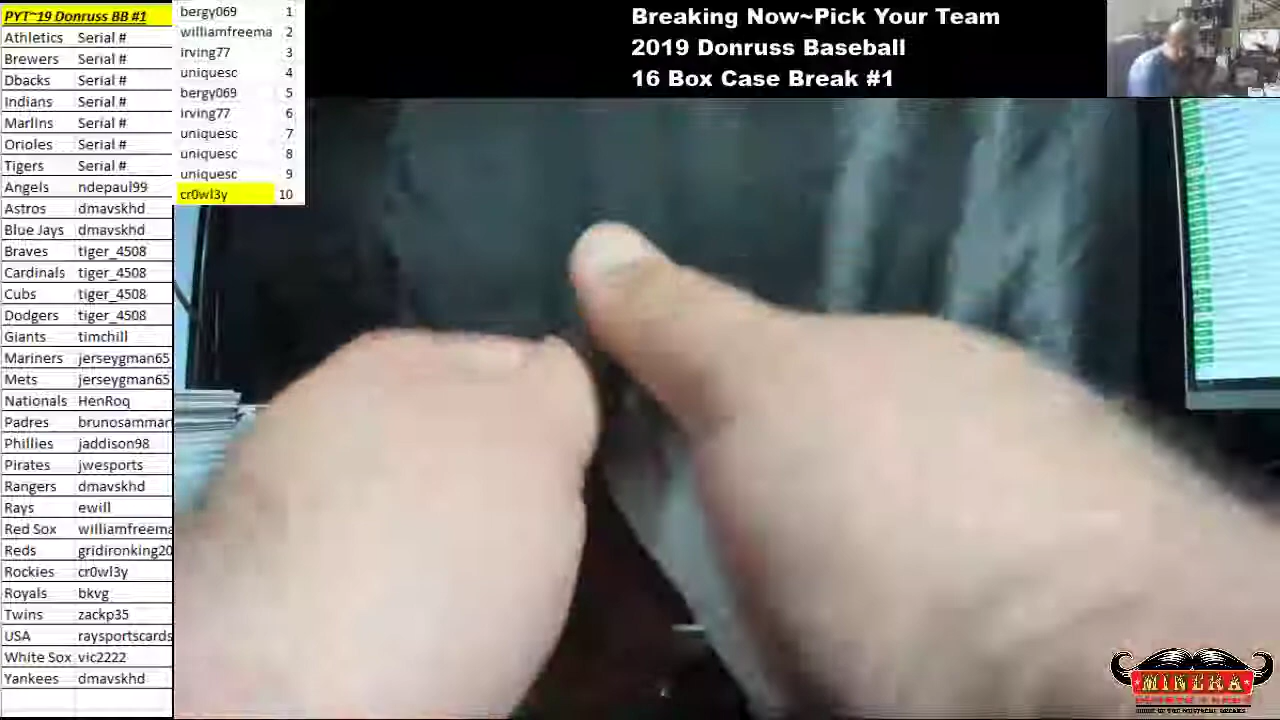 PYT~19 Donruss BB #1
Athletics Serial #
Brewers Serial #
Dbacks Serial #
Indians Serial #
Marlins Serial #
Orioles Serial #
Tigers Serial #
Angels ndepaul99
Astros dmavskhd
Blue Jays dmavskhd
Braves tiger_4508
Cardinals tiger_4508
Cubs tiger_4508
Dodgers tiger_4508
Giants timchill
Mariners jerseygman65
Mets jerseygman65
Nationals HenRoq
Padres brunosammar
Phillies jaddison98
Pirates jwesports
Rangers dmavskhd
Rays ewill
Red Sox williamfreema
Reds gridironking20
Rockies cr0wl3y
Royals bkvg
Twins zackp35
USA raysportscards
White Sox vic2222
Yankees dmavskhd
bergy069 1
williamfreema 2
irving77 3
uniquesc 4
bergy069 5
irving77 6
uniquesc 7
uniquesc 8
uniquesc 9
cr0wl3y 10
Breaking Now~Pick Your Team
2019 Donruss Baseball
16 Box Case Break #1
MINERA